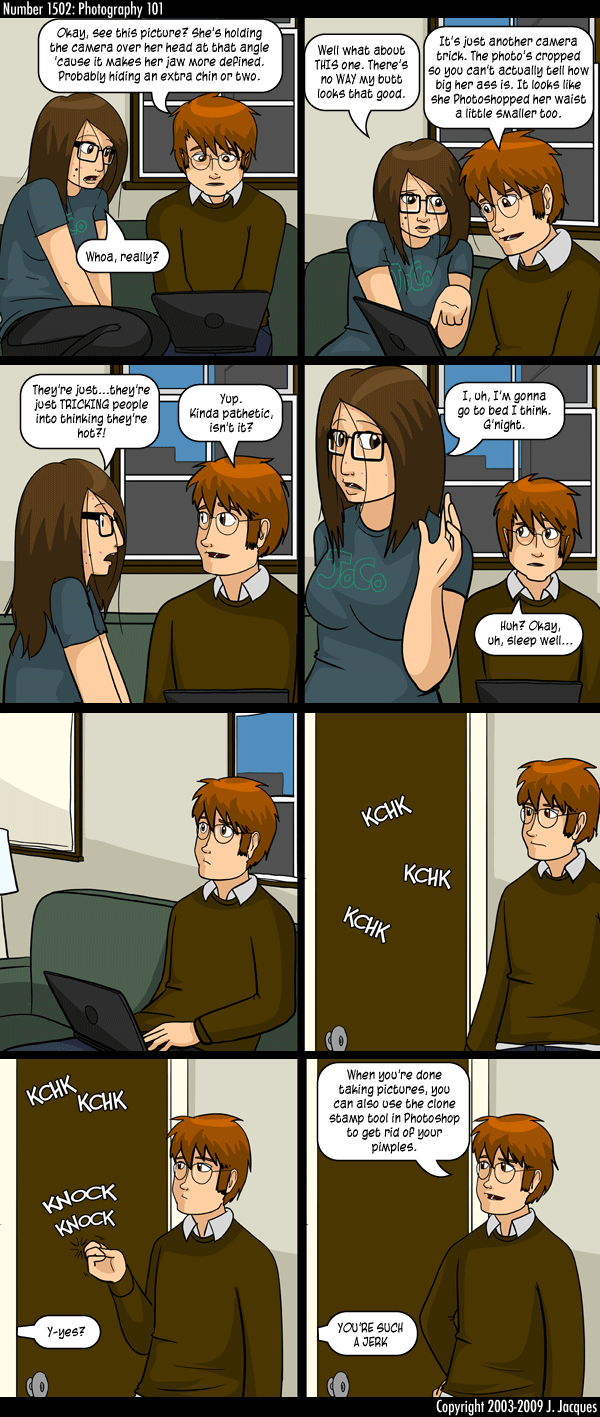 Number 1502: Photography 101
Okay, see this picture? She's holding
the camera over her head at that angle
'cause it makes her jaw more defined.
Probably hiding an extra chin or two.
Whoa, really?
Well what about
THIS one. There's
no WAY my butt
looks that good.
It's just another camera
trick. The photo's cropped
so you can't actually tell how
big her ass is. It looks like
she Photoshopped her waist
a little smaller too.
JdCo
They're just...they're
just TRICKING people
into thinking they're
hot?!
Yup.
Kinda pathetic,
isn't it?
I, uh, I'm gonna
go to bed I think.
G'night.
JdCo
Huh? Okay,
uh, sleep well...
KCHK
KCHK
KCHK
KCHK
KCHK
KNOCK
KNOCK
Y-yes?
When you're done
taking pictures, you
can also use the clone
stamp tool in Photoshop
to get rid of your
pimples.
YOU'RE SUCH
A JERK
Copyright 2003-2009 J. Jacques